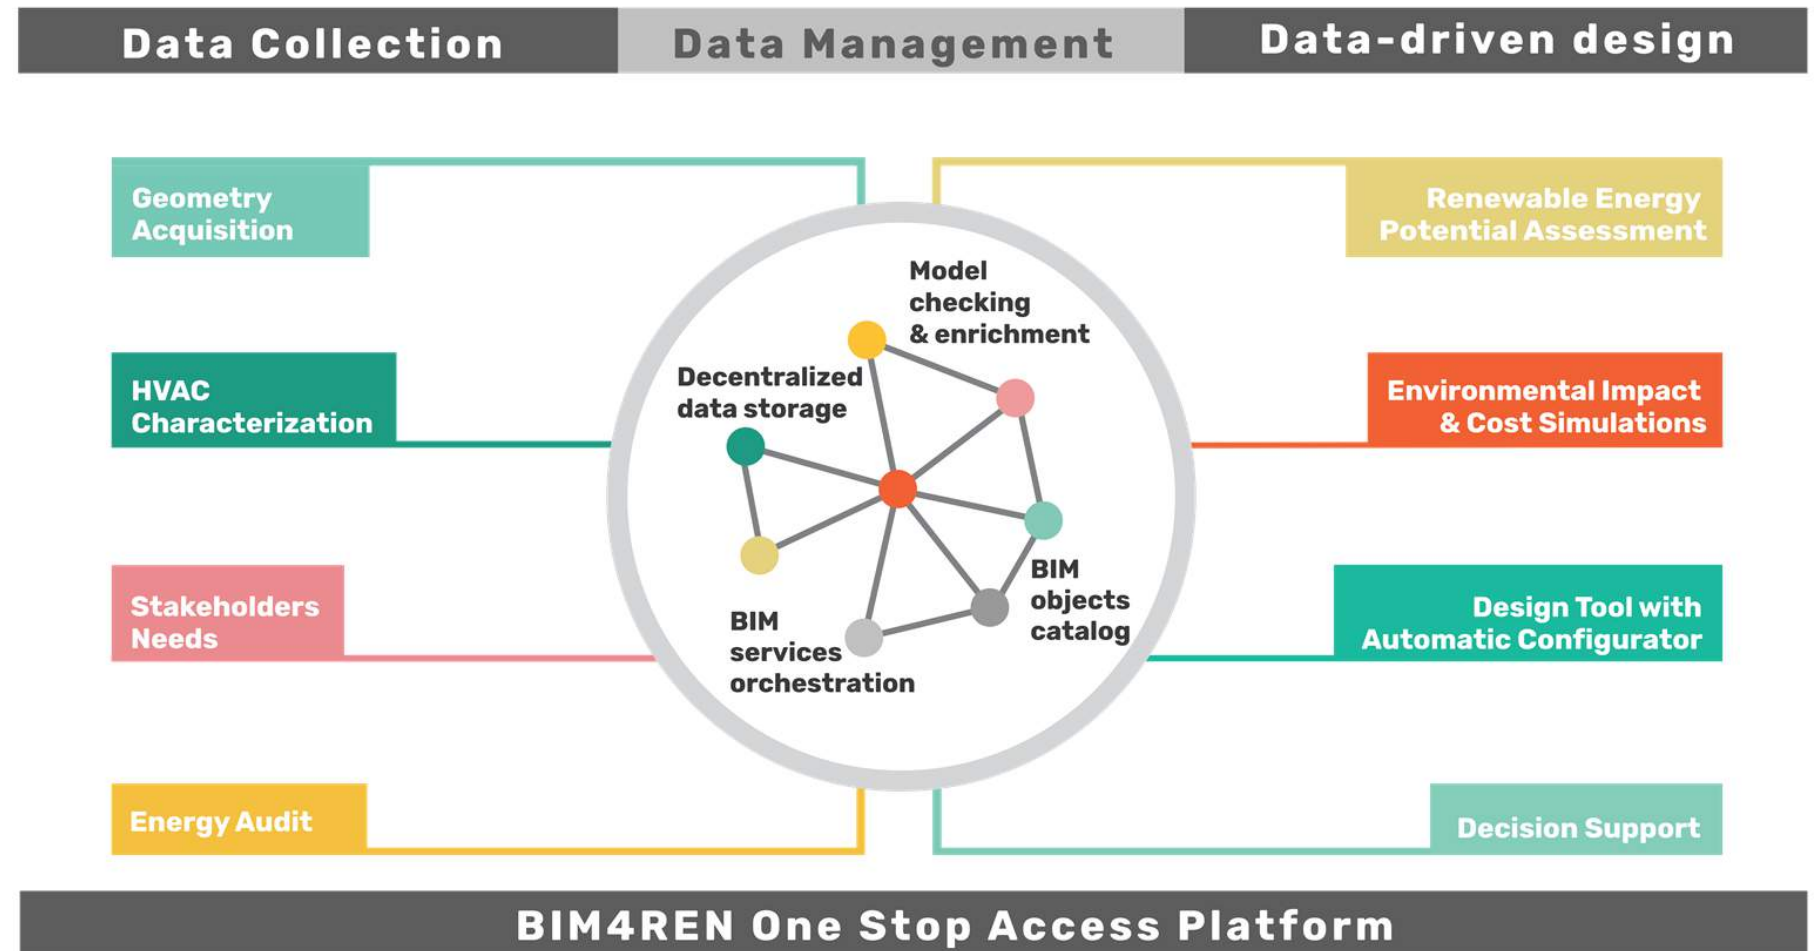 Data Collection
Data Management
Data-driven design
Geometry
Acquisition
HVAC
Characterization
Stakeholders
Needs
Energy Audit
Model
checking
& enrichment
Decentralized
data storage
BIM
objects
catalog
BIM
services
orchestration
Renewable Energy
Potential Assessment
Environmental Impact
& Cost Simulations
Design Tool with
Automatic Configurator
Decision Support
BIM4REN One Stop Access Platform